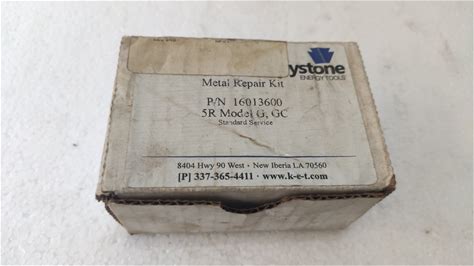 ystone
ENERGY TOOLS
Metal Repair Kit
P/N 16013600
5R Model G, GC
Standard Service
8404 Hwy 90 West • New Iberia LA 70560
[P] 337-365-4411 · www.k-e-t.com